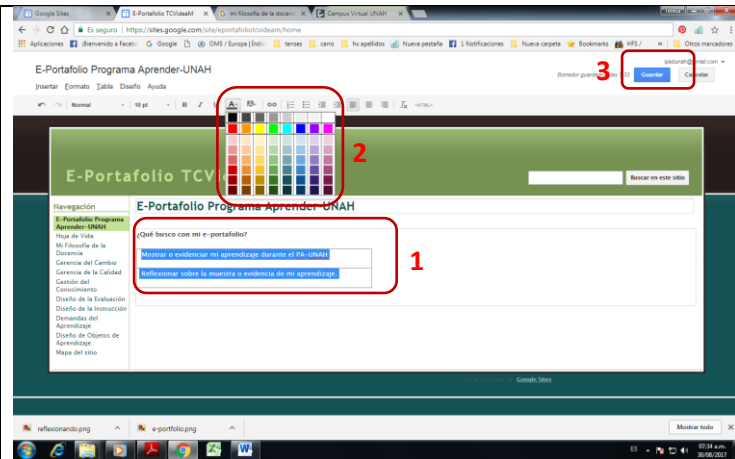 Google Sites
E-Portafolio TCVideaM
mi filosofia de la docenc
Campus Virtual UNAH
Es seguro
https://sites.google.com/site/eportafoliotcvideam/home
Aplicaciones
Bienvenido a Facebo
Google
OMS / Europa | Índic
tenses
carro
hv apellidos
Nueva pestaña
1 Notificaciones
Nueva carpeta
Bookmarks
HFS /
»
Otros marcadores
E-Portafolio Programa Aprender-UNAH
Guardar
Cancelar
Insertar Formato Tabla Diseño Ayuda
3
Normal
10 pt
B I U A
<HTML>
2
E-Portafolio TCVi
Buscar en este sitio
Navegación
E-Portafolio Programa
Aprender-UNAH
Hoja de Vida
Mi Filosofía de la
Docencia
Gerencia del Cambio
Gerencia de la Calidad
Gestión del
Conocimiento
Diseño de la Evaluación
Diseño de la Instrucción
Demandas del
Aprendizaje
Diseño de Objetos de
Aprendizaje
Mapa del sitio
E-Portafolio Programa Aprender-UNAH
¿Qué busco con mi e-portafolio?
Mostrar o evidenciar mi aprendizaje durante el PA-UNAH
Reflexionar sobre la muestra o evidencia de mi aprendizaje.
1
Google Sites
reflexionando.png
e-portfolio.png
Mostrar todo
ES
07:34 a.m.
30/08/2017